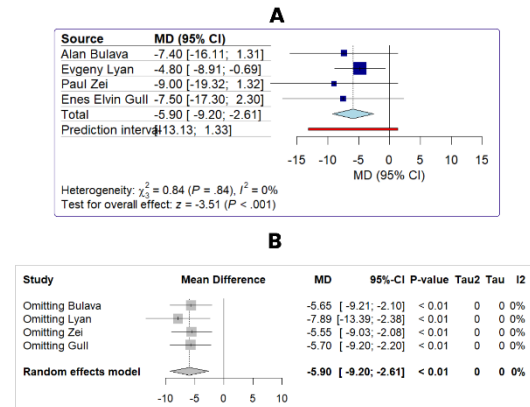 A
Source MD (95% CI)
Alan Bulava -7.40 [-16.11; 1.31]
Evgeny Lyan -4.80 [ -8.91; -0.69]
Paul Zei -9.00 [-19.32; 1.32]
Enes Elvin Gull -7.50 [-17.30; 2.30]
Total -5.90 [ -9.20; -2.61]
Prediction interval [-13.13; 1.33]
-15 -10 -5 0 5 10 15
MD (95% CI)
Heterogeneity: χ²₃ = 0.84 (P = .84), I² = 0%
Test for overall effect: z = -3.51 (P < .001)
B
Study Mean Difference MD 95%-CI P-value Tau2 Tau I2
Omitting Bulava -5.65 [ -9.21; -2.10] < 0.01 0 0 0%
Omitting Lyan -7.89 [-13.39; -2.38] < 0.01 0 0 0%
Omitting Zei -5.55 [ -9.03; -2.08] < 0.01 0 0 0%
Omitting Gull -5.70 [ -9.20; -2.20] < 0.01 0 0 0%
Random effects model -5.90 [ -9.20; -2.61] < 0.01 0 0 0%
-10 -5 0 5 10